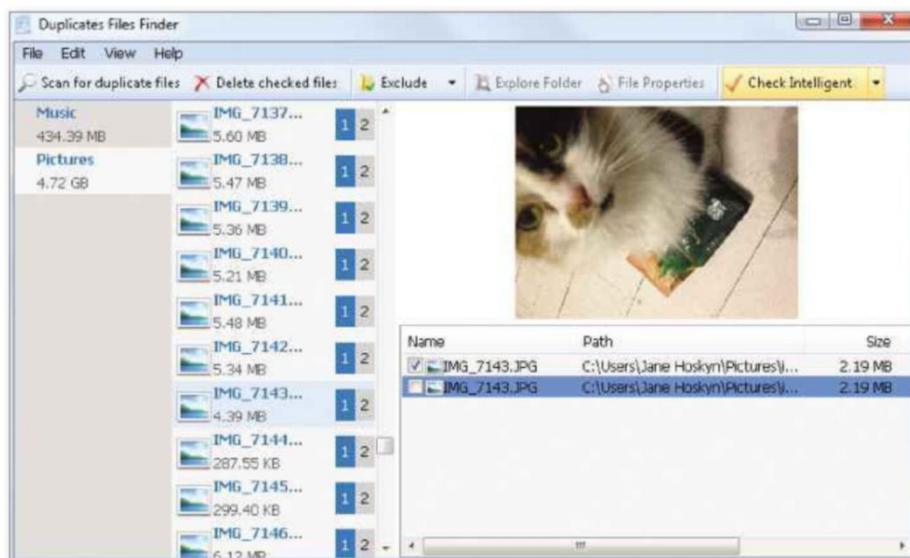 Duplicates Files Finder
File Edit View Help
Scan for duplicate files Delete checked files Exclude Explore Folder File Properties Check Intelligent
Music
434.39 MB
Pictures
4.72 GB
IMG_7137...
5.60 MB
1 2
IMG_7138...
5.47 MB
1 2
IMG_7139...
5.36 MB
1 2
IMG_7140...
5.21 MB
1 2
IMG_7141...
5.48 MB
1 2
IMG_7142...
5.34 MB
1 2
IMG_7143...
4.39 MB
1 2
IMG_7144...
287.55 KB
1 2
IMG_7145...
299.40 KB
1 2
IMG_7146...
6.12 MB
1 2
Name Path Size
IMG_7143.JPG C:\Users\Jane Hoskyn\Pictures\i... 2.19 MB
IMG_7143.JPG C:\Users\Jane Hoskyn\Pictures\i... 2.19 MB